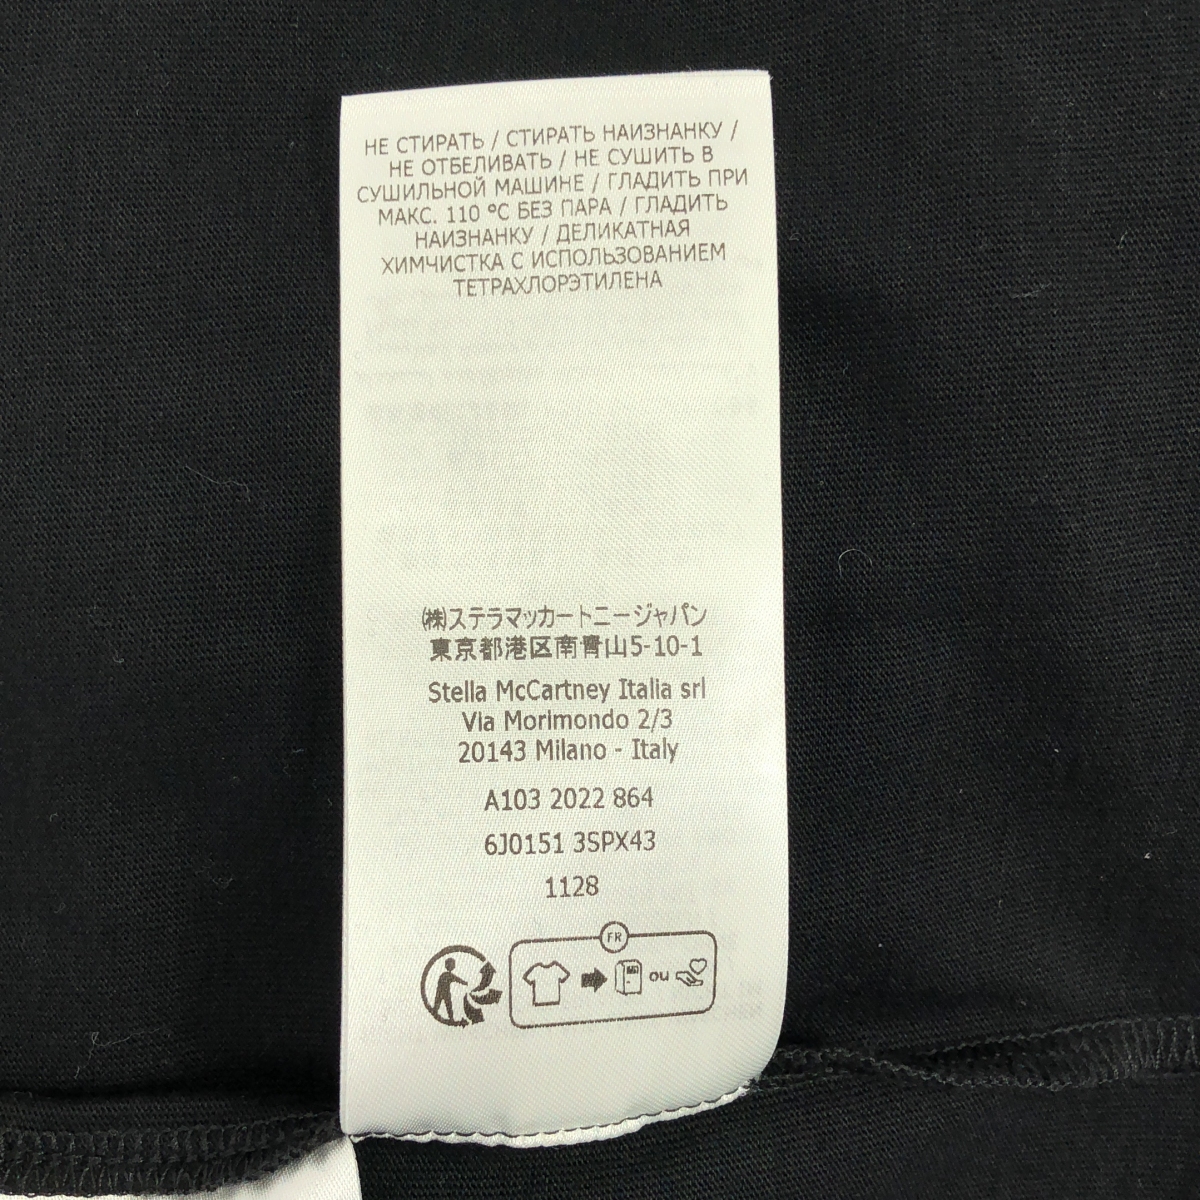 НЕ СТИРАТЬ / СТИРАТЬ НАИЗНАНКУ /
НЕ ОТБЕЛИВАТЬ / НЕ СУШИТЬ В
СУШИЛЬНОЙ МАШИНЕ / ГЛАДИТЬ ПРИ
МАКС. 110 °C БЕЗ ПАРА / ГЛАДИТЬ
НАИЗНАНКУ / ДЕЛИКАТНАЯ
ХИМЧИСТКА С ИСПОЛЬЗОВАНИЕМ
ТЕТРАХЛОРЭТИЛЕНА
㈱ステラマッカートニージャパン
東京都港区南青山5-10-1
Stella McCartney Italia srl
Via Morimondo 2/3
20143 Milano - Italy
A103 2022 864
6J0151 3SPX43
1128
FR
ou